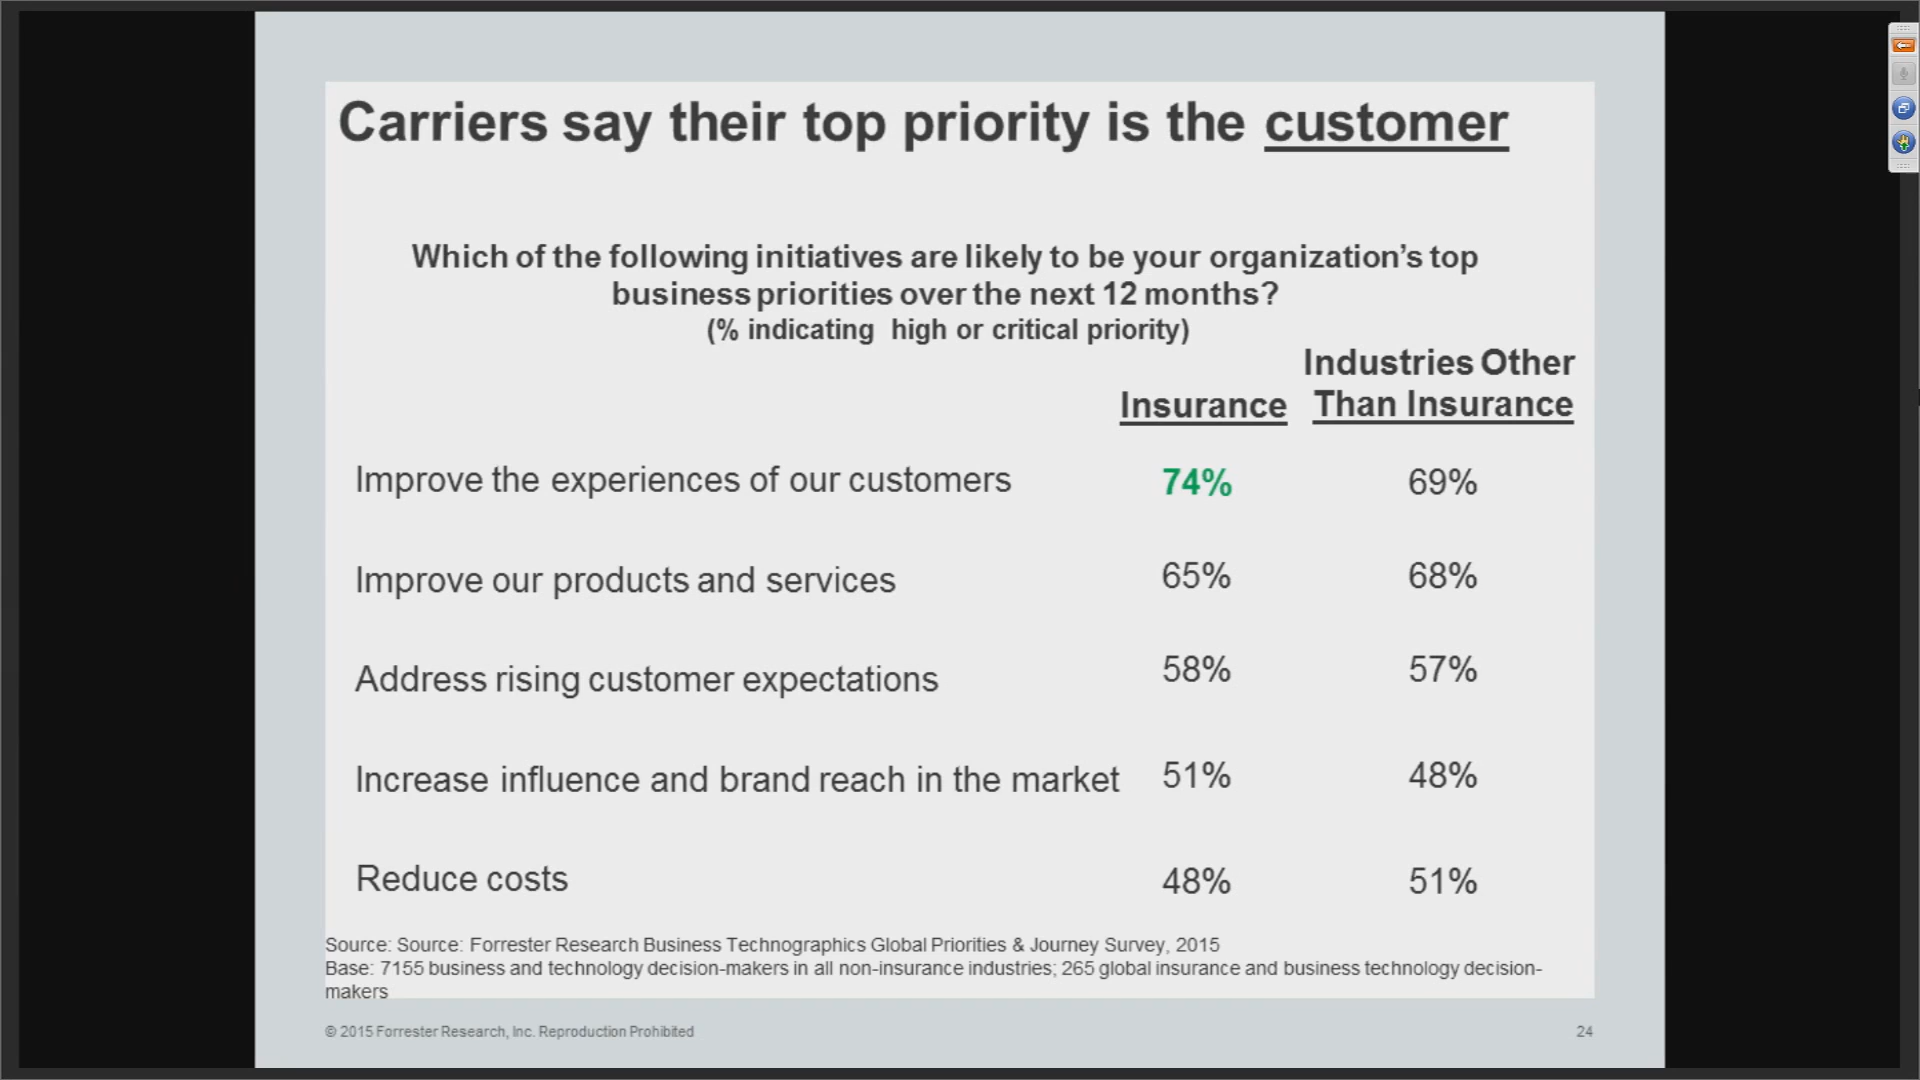 Carriers say their top priority is the customer
Which of the following initiatives are likely to be your organization’s top
business priorities over the next 12 months?
(% indicating high or critical priority)
Industries Other
Insurance Than Insurance
Improve the experiences of our customers 74% 69%
Improve our products and services 65% 68%
Address rising customer expectations 58% 57%
Increase influence and brand reach in the market 51% 48%
Reduce costs 48% 51%
Source: Source: Forrester Research Business Technographics Global Priorities & Journey Survey, 2015
Base: 7155 business and technology decision-makers in all non-insurance industries; 265 global insurance and business technology decision-
makers
© 2015 Forrester Research, Inc. Reproduction Prohibited 24